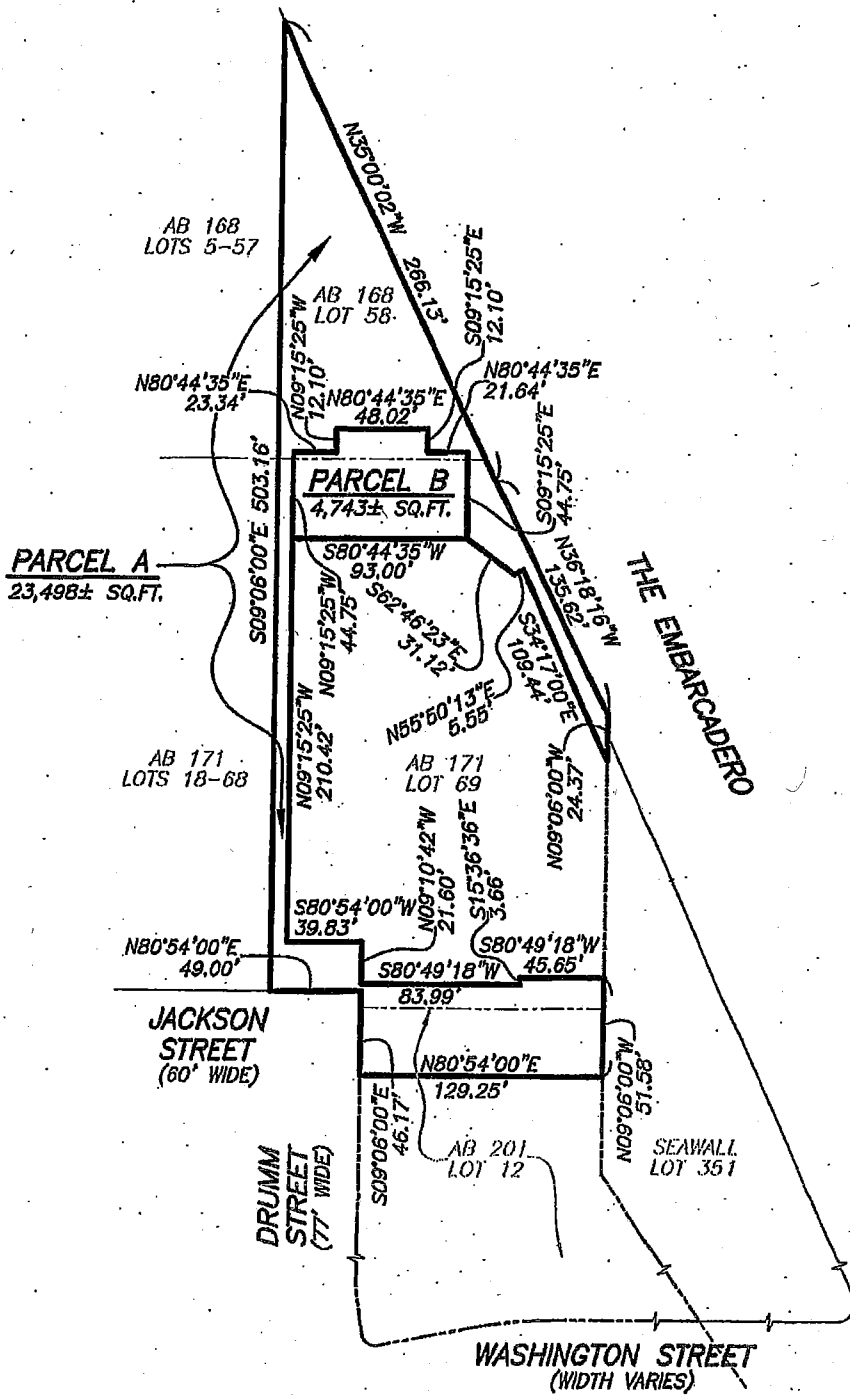 N35°00'02"W
266.13'
AB 168
LOTS 5-57
AB 168
LOT 58
S09°15'25"E
12.10'
N09°15'25"W
12.10'
N80°44'35"E
23.34'
N80°44'35"E
48.02'
N80°44'35"E
21.64'
PARCEL B
4,743± SQ.FT.
S09°15'25"E
44.75'
S09°06'00"E 503.16'
S80°44'35"W
93.00'
N36°18'16"W
135.62'
THE EMBARCADERO
PARCEL A
23,498± SQ.FT.
N09°15'25"W
44.75'
S62°46'23"E
31.12'
S34°17'00"E
109.44'
N55°50'13"E
5.55'
N09°15'25"W
210.42'
AB 171
LOTS 18-68
AB 171
LOT 69
N09°06'00"W
24.37'
N09°10'42"W
21.60'
S15°36'36"E
3.66'
S80°54'00"W
39.83'
N80°54'00"E
49.00'
S80°49'18"W
83.99'
S80°49'18"W
45.65'
JACKSON
STREET
(60' WIDE)
N80°54'00"E
129.25'
N09°06'00"W
51.58'
S09°06'00"E
46.17'
AB 201
LOT 12
SEAWALL
LOT 351
DRUMM
STREET
(77' WIDE)
WASHINGTON STREET
(WIDTH VARIES)